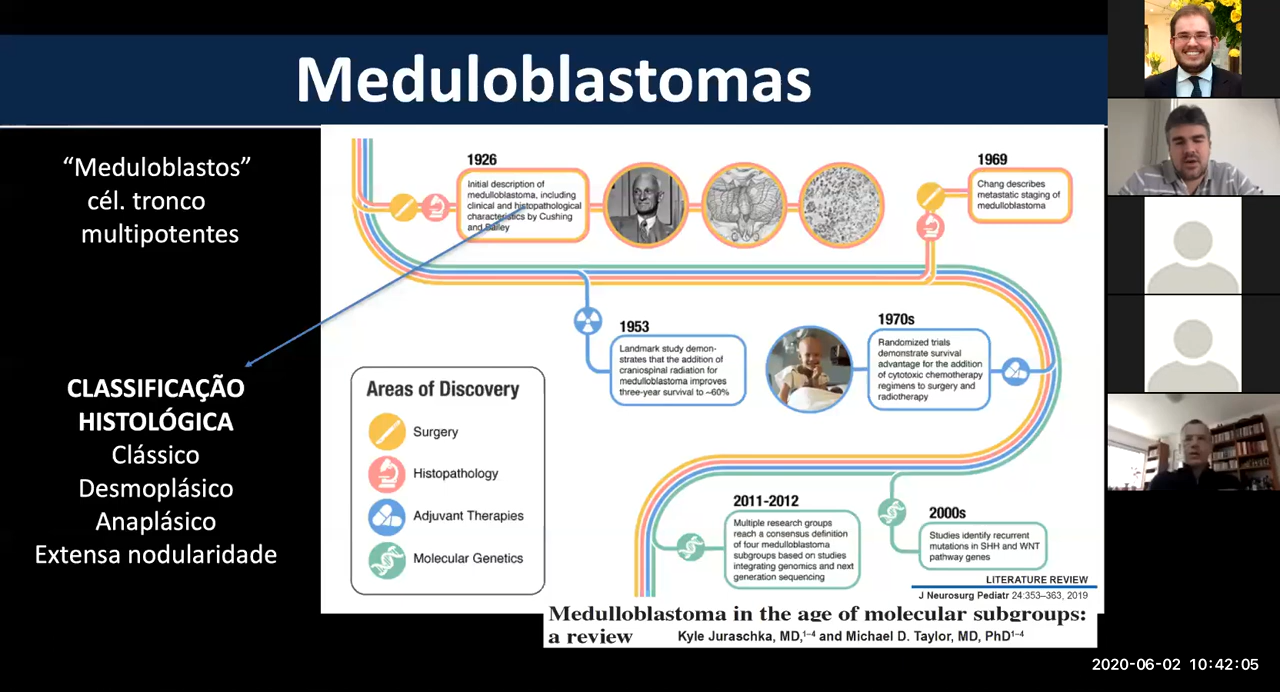 Meduloblastomas
“Meduloblastos”
cél. tronco
multipotentes
CLASSIFICAÇÃO
HISTOLÓGICA
Clássico
Desmoplásico
Anaplásico
Extensa nodularidade
1926
Initial description of
medulloblastoma, including
clinical and histopathological
characteristics by Cushing
and Bailey
1969
Chang describes
metastatic staging of
medulloblastoma
1953
Landmark study demon-
strates that the addition of
craniospinal radiation for
medulloblastoma improves
three-year survival to ~60%
1970s
Randomized trials
demonstrate survival
advantage for the addition
of cytotoxic chemotherapy
regimens to surgery and
radiotherapy
Areas of Discovery
Surgery
Histopathology
Adjuvant Therapies
Molecular Genetics
2011-2012
Multiple research groups
reach a consensus definition
of four medulloblastoma
subgroups based on studies
integrating genomics and next
generation sequencing
2000s
Studies identify recurrent
mutations in SHH and WNT
pathway genes
LITERATURE REVIEW
J Neurosurg Pediatr 24:353–363, 2019
Medulloblastoma in the age of molecular subgroups:
a review Kyle Juraschka, MD,1–4 and Michael D. Taylor, MD, PhD1–4
2020-06-02 10:42:05